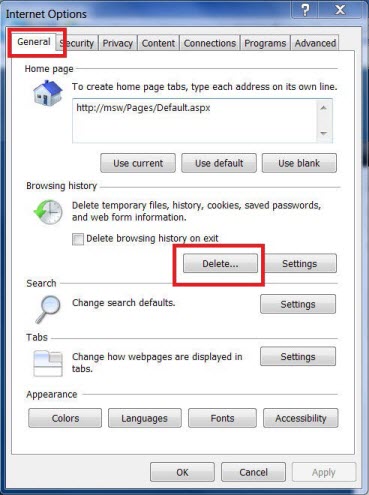 Internet Options
?
X
General Security Privacy Content Connections Programs Advanced
Home page
To create home page tabs, type each address on its own line.
http://msw/Pages/Default.aspx
Use current Use default Use blank
Browsing history
Delete temporary files, history, cookies, saved passwords,
and web form information.
Delete browsing history on exit
Delete... Settings
Search
Change search defaults. Settings
Tabs
Change how webpages are displayed in Settings
tabs.
Appearance
Colors Languages Fonts Accessibility
OK Cancel Apply